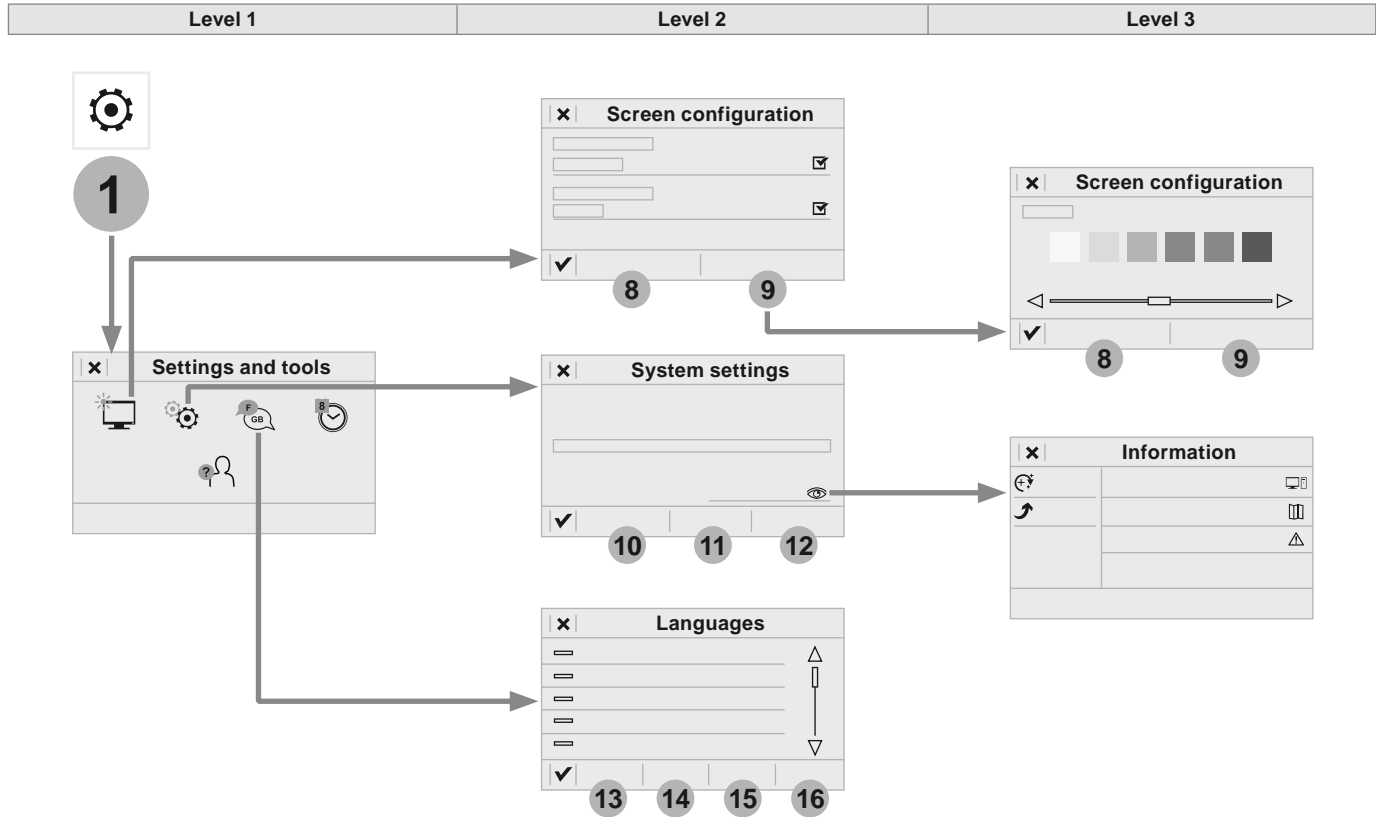 Level 1 Level 2 Level 3
1
Screen configuration
8 9
Screen configuration
8 9
Settings and tools
F
GB
8
?
System settings
10 11 12
Information
Languages
13 14 15 16